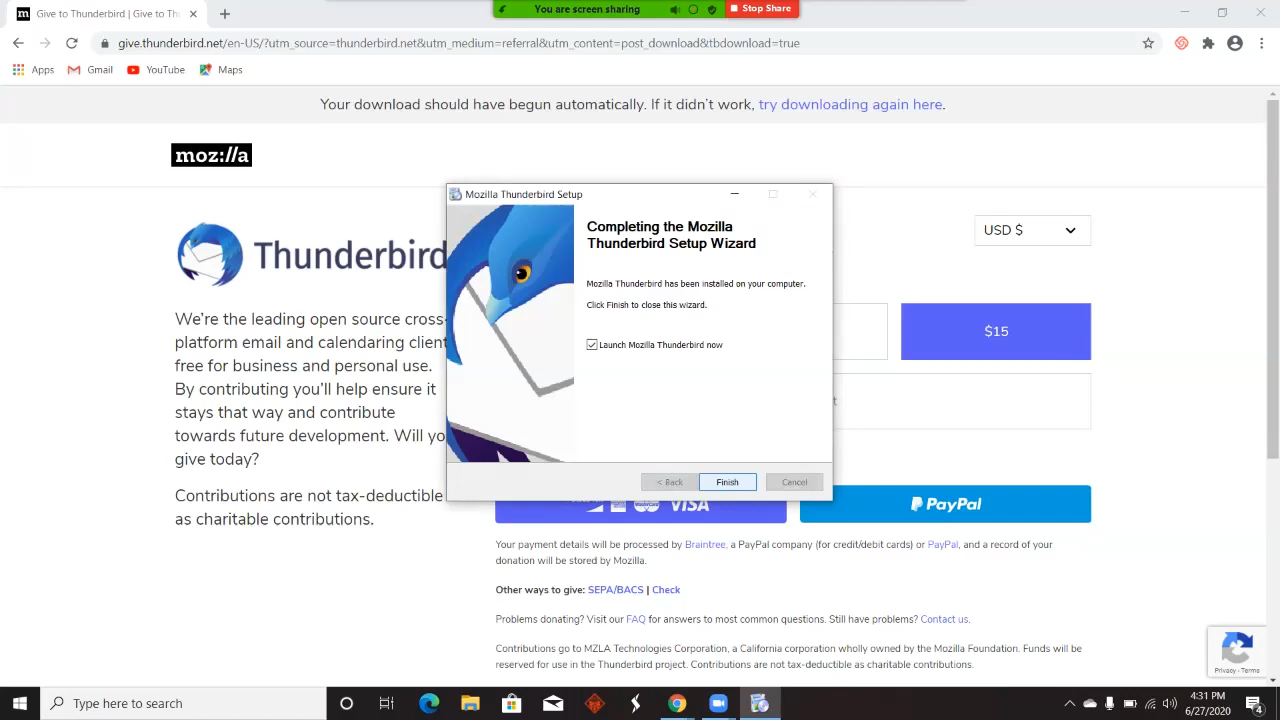 Give to Thunderbird | Give to Th
You are screen sharing
Stop Share
give.thunderbird.net/en-US/?utm_source=thunderbird.net&utm_medium=referral&utm_content=post_download&tbdownload=true
Apps
Gmail
YouTube
Maps
Your download should have begun automatically. If it didn't work, try downloading again here.
moz://a
Thunderbird
We're the leading open source cross-
platform email and calendaring client
free for business and personal use.
By contributing you'll help ensure it
stays that way and contribute
towards future development. Will yo
give today?
Contributions are not tax-deductible
as charitable contributions.
Mozilla Thunderbird Setup
Completing the Mozilla
Thunderbird Setup Wizard
Mozilla Thunderbird has been installed on your computer.
Click Finish to close this wizard.
Launch Mozilla Thunderbird now
< Back
Finish
Cancel
USD $
$15
t
VISA
PayPal
Your payment details will be processed by Braintree, a PayPal company (for credit/debit cards) or PayPal, and a record of your
donation will be stored by Mozilla.
Other ways to give: SEPA/BACS | Check
Problems donating? Visit our FAQ for answers to most common questions. Still have problems? Contact us.
Contributions go to MZLA Technologies Corporation, a California corporation wholly owned by the Mozilla Foundation. Funds will be
reserved for use in the Thunderbird project. Contributions are not tax-deductible as charitable contributions.
Privacy - Terms
Type here to search
4:31 PM
6/27/2020
4